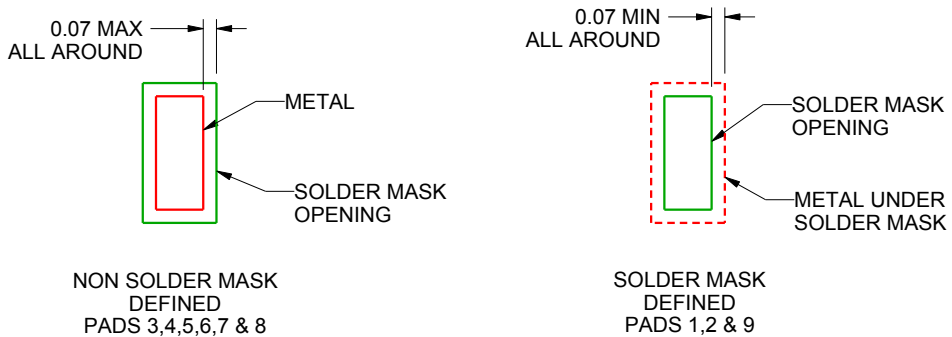 0.07 MAX
ALL AROUND
METAL
SOLDER MASK
OPENING
NON SOLDER MASK
DEFINED
PADS 3,4,5,6,7 & 8
0.07 MIN
ALL AROUND
SOLDER MASK
OPENING
METAL UNDER
SOLDER MASK
SOLDER MASK
DEFINED
PADS 1,2 & 9